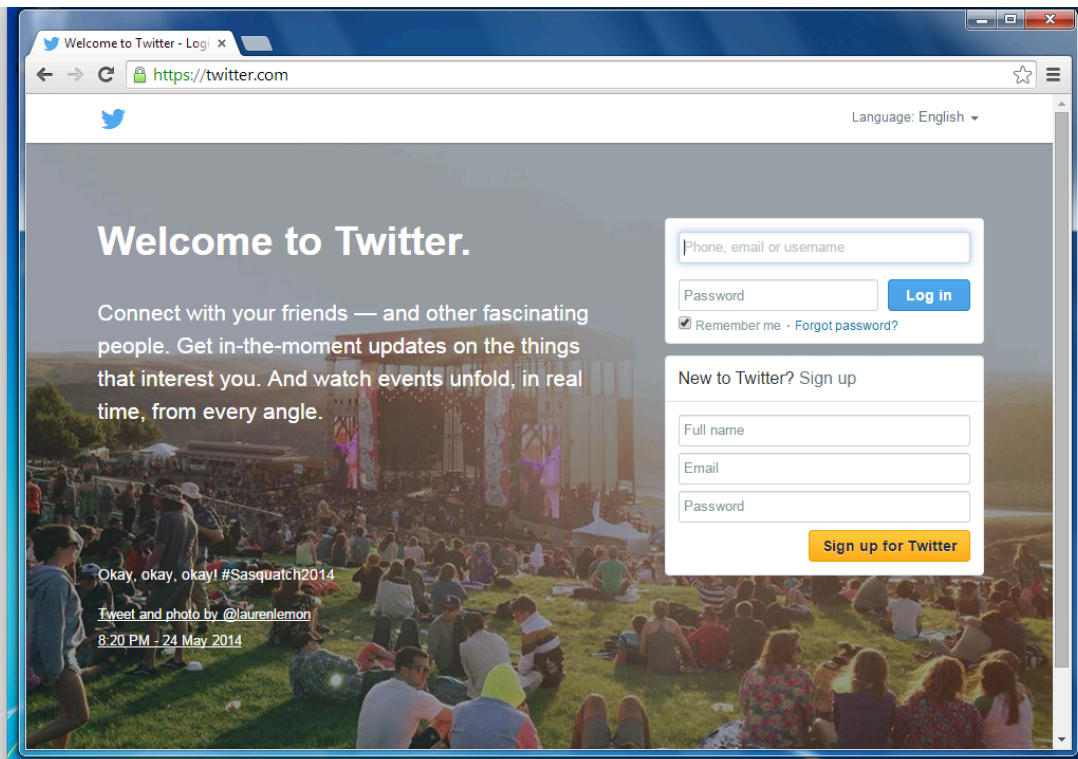 Welcome to Twitter - Logi
https://twitter.com
Language: English
Welcome to Twitter.
Connect with your friends — and other fascinating
people. Get in-the-moment updates on the things
that interest you. And watch events unfold, in real
time, from every angle.
Okay, okay, okay! #Sasquatch2014
Tweet and photo by @laurenlemon
8:20 PM - 24 May 2014
Phone, email or username
Password
Log in
Remember me · Forgot password?
New to Twitter? Sign up
Full name
Email
Password
Sign up for Twitter